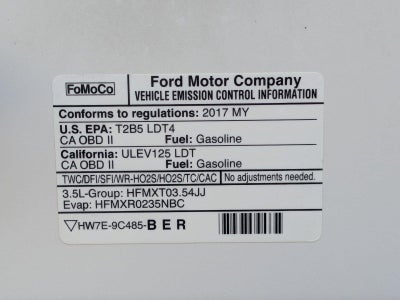 FoMoCo
Ford Motor Company
VEHICLE EMISSION CONTROL INFORMATION
Conforms to regulations: 2017 MY
U.S. EPA: T2B5 LDT4
CA OBD II Fuel: Gasoline
California: ULEV125 LDT
CA OBD II Fuel: Gasoline
TWC/DFI/SFI/WR-HO2S/HO2S/TC/CAC No adjustments needed.
3.5L-Group: HFMXT03.54JJ
Evap: HFMXR0235NBC
▽HW7E-9C485-BER